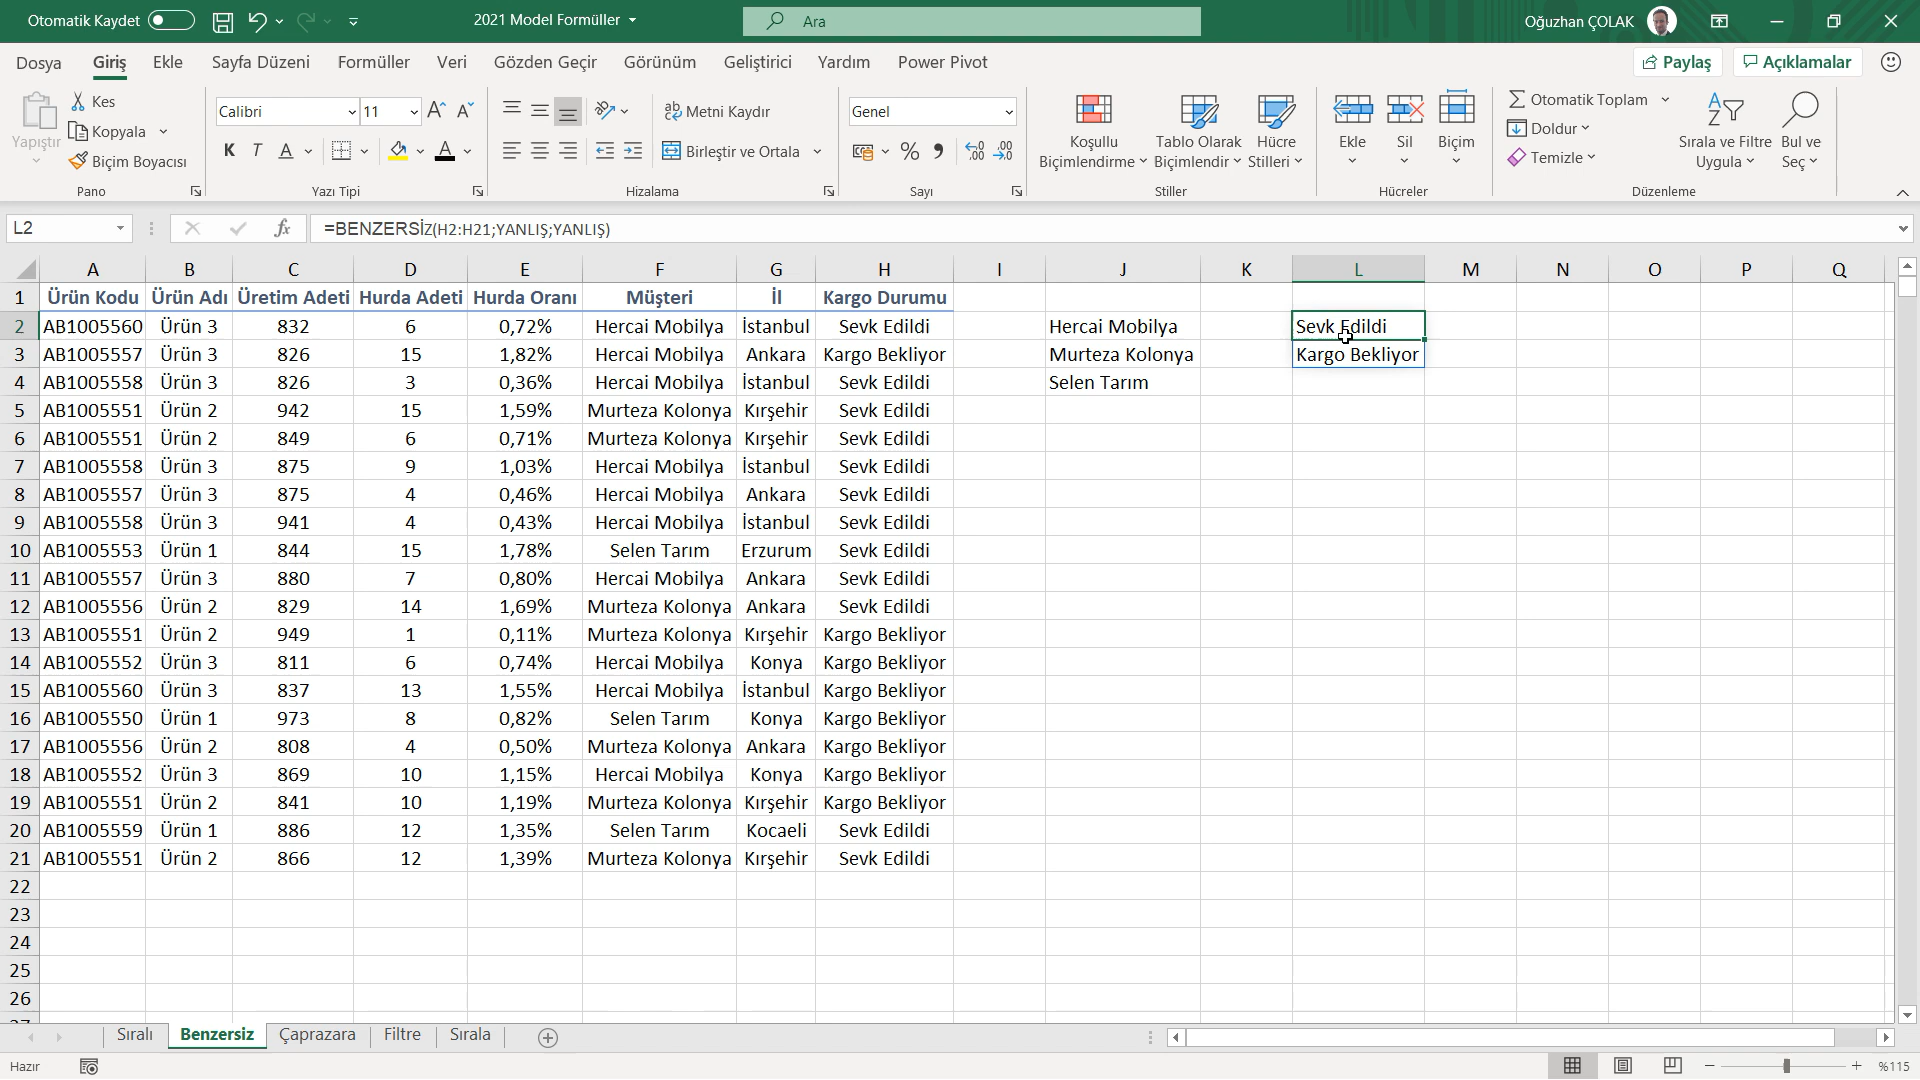 Otomatik Kaydet
2021 Model Formüller
Ara
Oğuzhan ÇOLAK
Dosya Giriş Ekle Sayfa Düzeni Formüller Veri Gözden Geçir Görünüm Geliştirici Yardım Power Pivot
Paylaş Açıklamalar
Yapıştır
Kes
Kopyala
Biçim Boyacısı
Pano
Calibri 11
K T A A
Yazı Tipi
Metni Kaydır
Birleştir ve Ortala
Hizalama
Genel
%
Sayı
Koşullu Biçimlendirme
Tablo Olarak Biçimlendir
Hücre Stilleri
Stiller
Ekle Sil Biçim
Hücreler
Otomatik Toplam
Doldur
Temizle
Sırala ve Filtre Uygula
Bul ve Seç
Düzenleme
L2
fx
=BENZERSİZ(H2:H21;YANLIŞ;YANLIŞ)
A B C D E F G H I J K L M N O P Q
1 Ürün Kodu Ürün Adı Üretim Adeti Hurda Adeti Hurda Oranı Müşteri İl Kargo Durumu
2 AB1005560 Ürün 3 832 6 0,72% Hercai Mobilya İstanbul Sevk Edildi Hercai Mobilya Sevk Edildi
3 AB1005557 Ürün 3 826 15 1,82% Hercai Mobilya Ankara Kargo Bekliyor Murteza Kolonya Kargo Bekliyor
4 AB1005558 Ürün 3 826 3 0,36% Hercai Mobilya İstanbul Sevk Edildi Selen Tarım
5 AB1005551 Ürün 2 942 15 1,59% Murteza Kolonya Kırşehir Sevk Edildi
6 AB1005551 Ürün 2 849 6 0,71% Murteza Kolonya Kırşehir Sevk Edildi
7 AB1005558 Ürün 3 875 9 1,03% Hercai Mobilya İstanbul Sevk Edildi
8 AB1005557 Ürün 3 875 4 0,46% Hercai Mobilya Ankara Sevk Edildi
9 AB1005558 Ürün 3 941 4 0,43% Hercai Mobilya İstanbul Sevk Edildi
10 AB1005553 Ürün 1 844 15 1,78% Selen Tarım Erzurum Sevk Edildi
11 AB1005557 Ürün 3 880 7 0,80% Hercai Mobilya Ankara Sevk Edildi
12 AB1005556 Ürün 2 829 14 1,69% Murteza Kolonya Ankara Sevk Edildi
13 AB1005551 Ürün 2 949 1 0,11% Murteza Kolonya Kırşehir Kargo Bekliyor
14 AB1005552 Ürün 3 811 6 0,74% Hercai Mobilya Konya Kargo Bekliyor
15 AB1005560 Ürün 3 837 13 1,55% Hercai Mobilya İstanbul Kargo Bekliyor
16 AB1005550 Ürün 1 973 8 0,82% Selen Tarım Konya Kargo Bekliyor
17 AB1005556 Ürün 2 808 4 0,50% Murteza Kolonya Ankara Kargo Bekliyor
18 AB1005552 Ürün 3 869 10 1,15% Hercai Mobilya Konya Kargo Bekliyor
19 AB1005551 Ürün 2 841 10 1,19% Murteza Kolonya Kırşehir Kargo Bekliyor
20 AB1005559 Ürün 1 886 12 1,35% Selen Tarım Kocaeli Sevk Edildi
21 AB1005551 Ürün 2 866 12 1,39% Murteza Kolonya Kırşehir Sevk Edildi
22
23
24
25
26
Sıralı Benzersiz Çaprazara Filtre Sırala
Hazır
%115